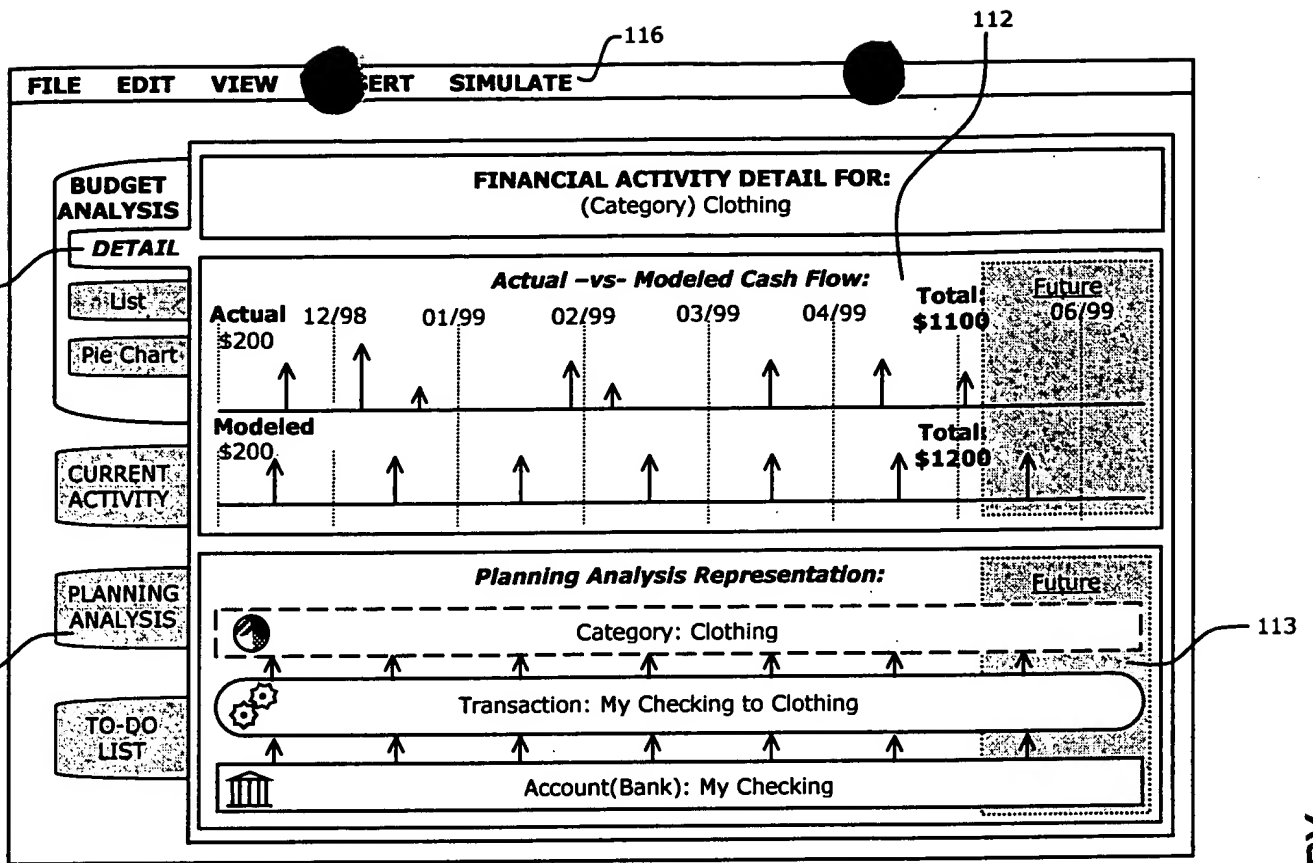 112
116
FILE EDIT VIEW ERT SIMULATE
BUDGET
ANALYSIS
DETAIL
List
Pie Chart
CURRENT
ACTIVITY
PLANNING
ANALYSIS
TO-DO
LIST
FINANCIAL ACTIVITY DETAIL FOR:
(Category) Clothing
Actual –vs- Modeled Cash Flow:
Actual 12/98 01/99 02/99 03/99 04/99 Total: Future
$200 $1100 06/99
Modeled Total:
$200 $1200
Planning Analysis Representation:
Future
Category: Clothing
113
Transaction: My Checking to Clothing
Account(Bank): My Checking